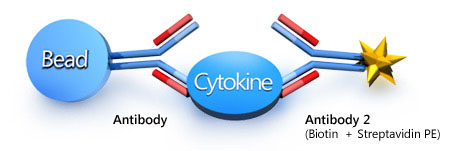 Bead
Cytokine
Antibody
Antibody 2
(Biotin + Streptavidin PE)